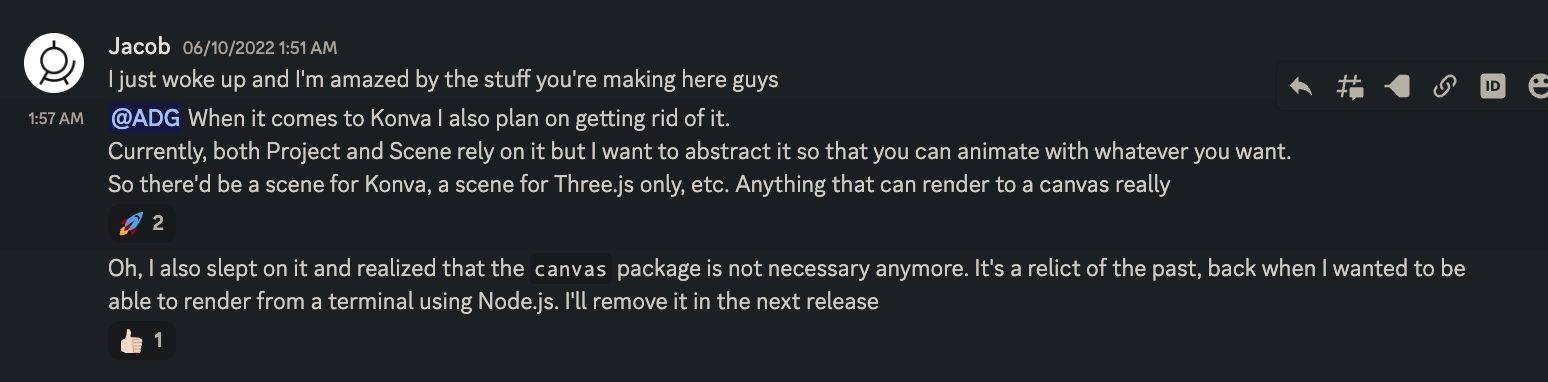 Jacob 06/10/2022 1:51 AM
I just woke up and I'm amazed by the stuff you're making here guys
1:57 AM @ADG When it comes to Konva I also plan on getting rid of it.
Currently, both Project and Scene rely on it but I want to abstract it so that you can animate with whatever you want.
So there'd be a scene for Konva, a scene for Three.js only, etc. Anything that can render to a canvas really
🚀 2
Oh, I also slept on it and realized that the canvas package is not necessary anymore. It's a relict of the past, back when I wanted to be
able to render from a terminal using Node.js. I'll remove it in the next release
👍🏻 1
ID